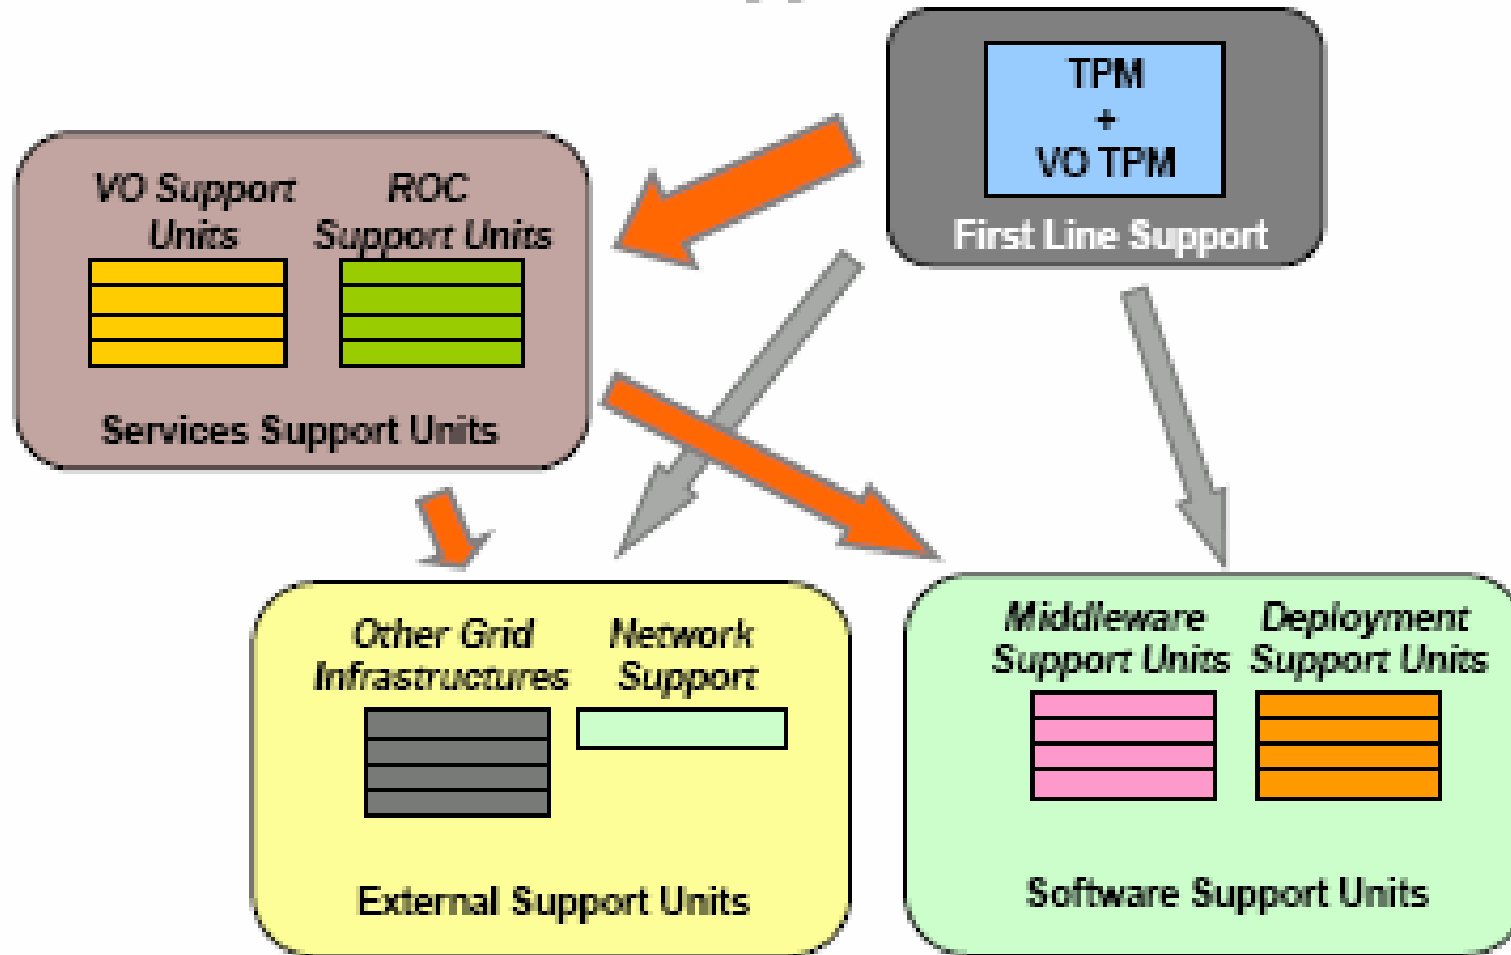 TPM
+
VO TPM
First Line Support
VO Support
Units
ROC
Support Units
Services Support Units
Other Grid
Infrastructures
Network
Support
External Support Units
Middleware
Support Units
Deployment
Support Units
Software Support Units